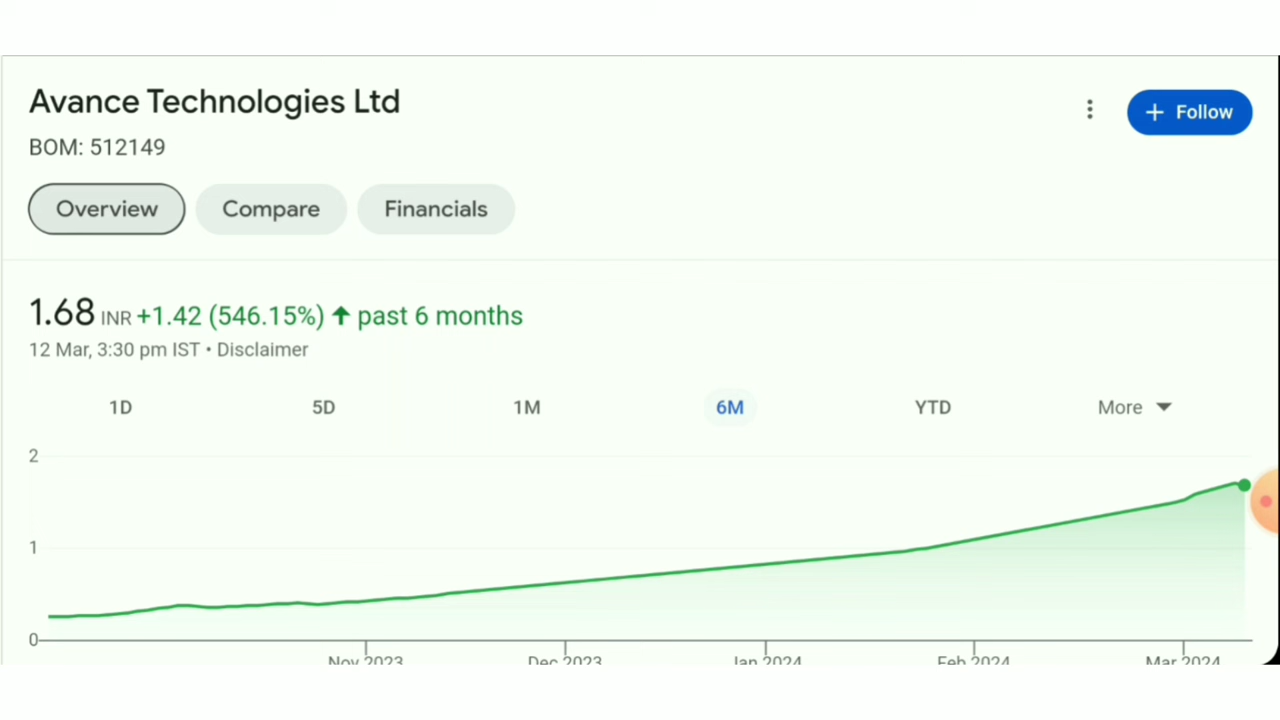 Avance Technologies Ltd
+ Follow
BOM: 512149
Overview Compare Financials
1.68 INR +1.42 (546.15%) ↑ past 6 months
12 Mar, 3:30 pm IST • Disclaimer
1D 5D 1M 6M YTD More
2
1
0
Nov 2023 Dec 2023 Jan 2024 Feb 2024 Mar 2024